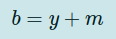 b = y + m